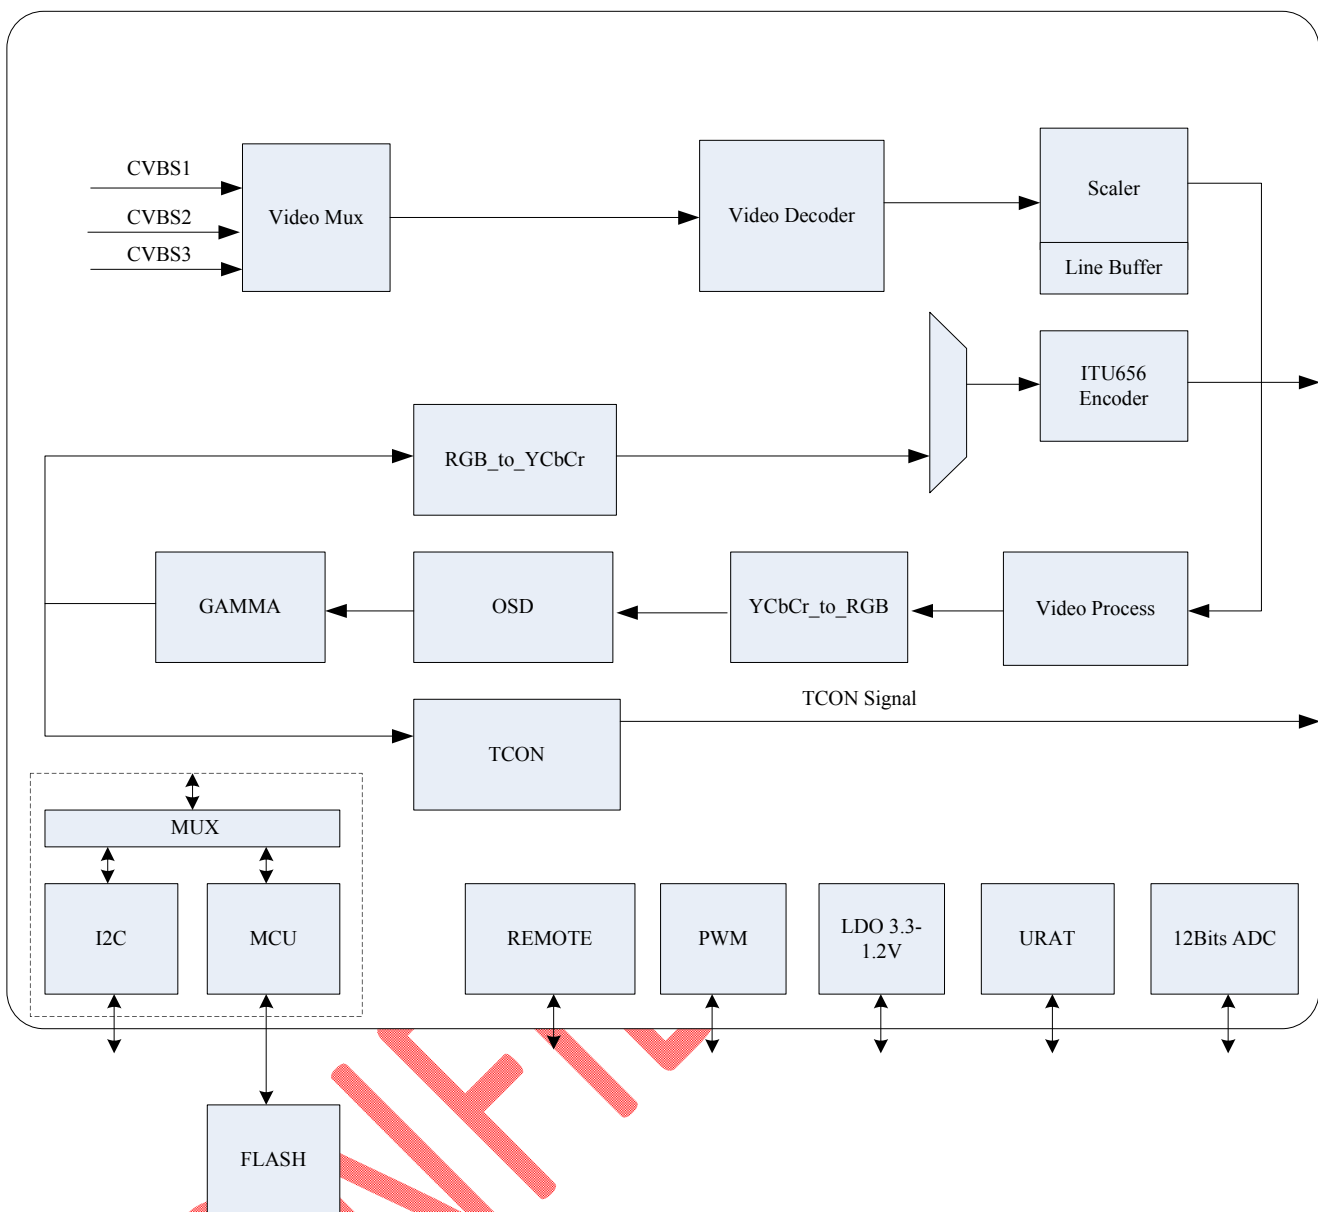 CVBS1
CVBS2
CVBS3
Video Mux
Video Decoder
Scaler
Line Buffer
ITU656
Encoder
RGB_to_YCbCr
GAMMA
OSD
YCbCr_to_RGB
Video Process
TCON Signal
TCON
MUX
I2C
MCU
REMOTE
PWM
LDO 3.3-
1.2V
URAT
12Bits ADC
FLASH